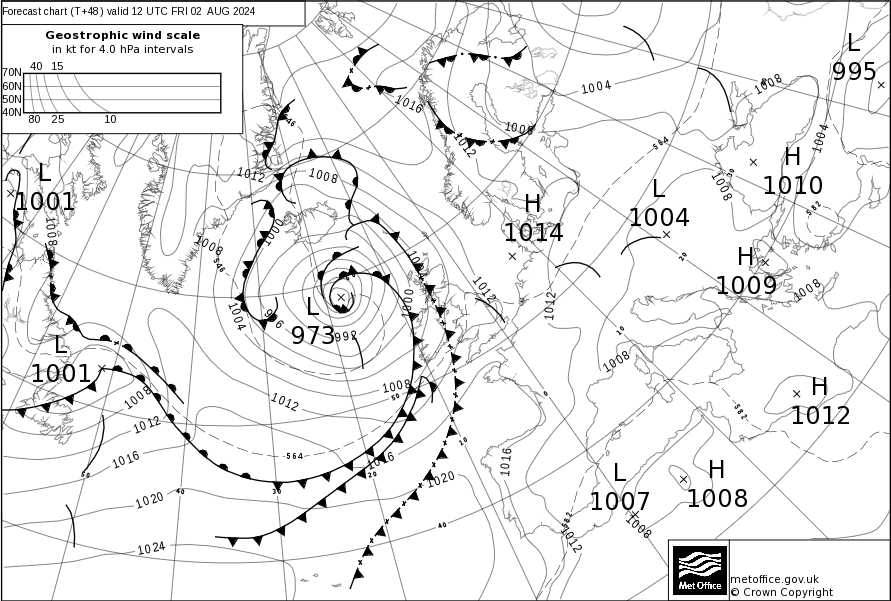 Forecast chart (T+48) valid 12 UTC FRI 02 AUG 2024
Geostrophic wind scale
in kt for 4.0 hPa intervals
40 15
70N
60N
50N
40N
80 25 10
L
995
1004
1008
1016
1008
1012
1004
L
1001
1012
1008
H
1010
1008
L
1004
H
1014
1000
1008
1008
H
1009
1008
1012
1012
1004
996
L
973
992
1000
L
1001
1008
1008
1008
1012
H
1012
1012
1016
564
1016
1016
1020
1020
L
1007
H
1008
1008
1012
1024
582
582
582
564
546
546
50
40
30
20
10
0
10
20
30
40
50
Met Office
metoffice.gov.uk
© Crown Copyright